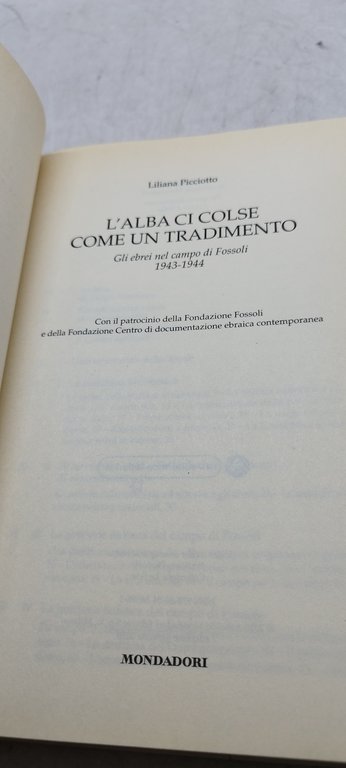 Liliana Picciotto
L'ALBA CI COLSE
COME UN TRADIMENTO
Gli ebrei nel campo di Fossoli
1943-1944
Con il patrocinio della Fondazione Fossoli
e della Fondazione Centro di documentazione ebraica contemporanea
MONDADORI